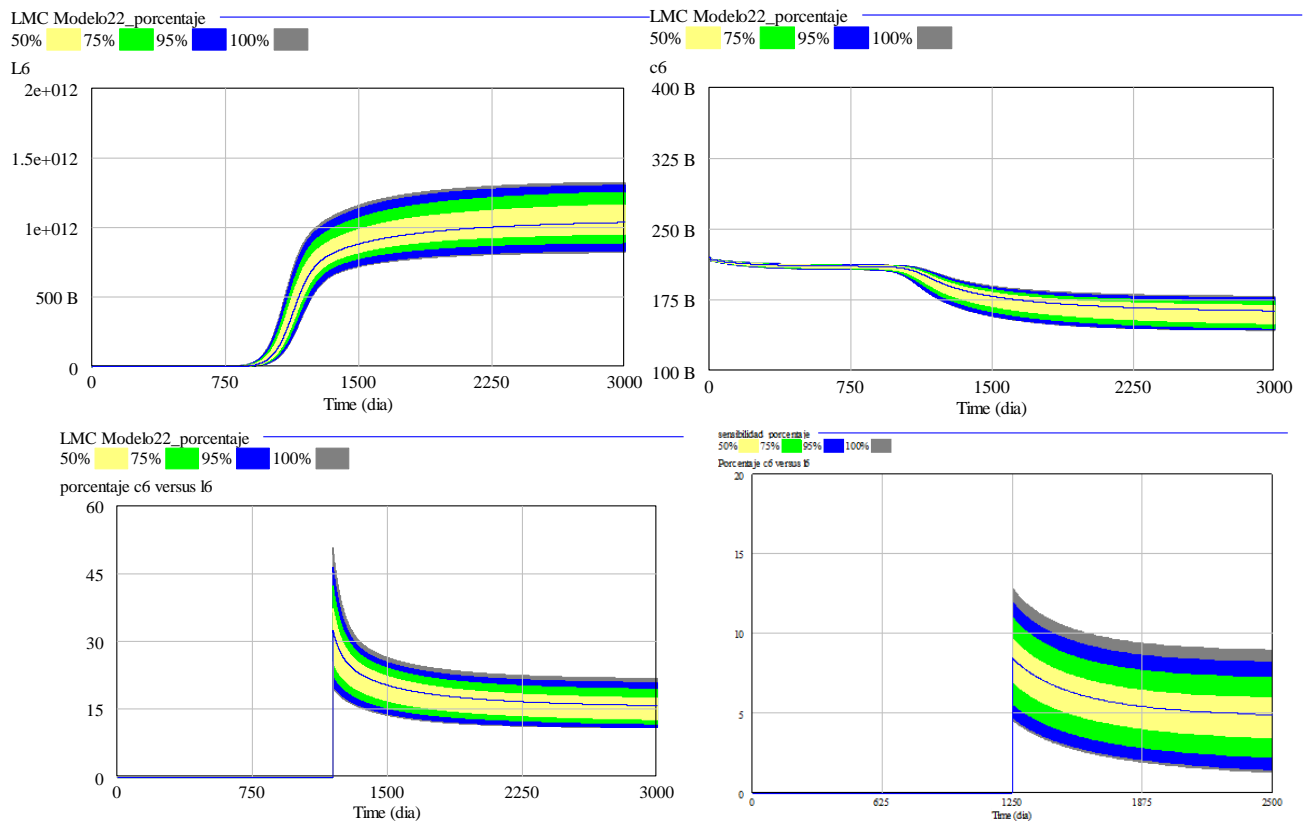 LMC Modelo22_porcentaje
50% 75% 95% 100%
L6
2e+012
1.5e+012
1e+012
500 B
0
0 750 1500 2250 3000
Time (dia)
LMC Modelo22_porcentaje
50% 75% 95% 100%
c6
400 B
325 B
250 B
175 B
100 B
0 750 1500 2250 3000
Time (dia)
LMC Modelo22_porcentaje
50% 75% 95% 100%
porcentaje c6 versus l6
60
45
30
15
0
0 750 1500 2250 3000
Time (dia)
sensibilidad_porcentaje
50% 75% 95% 100%
Porcentaje c6 versus l6
20
15
10
5
0
0 625 1250 1875 2500
Time (dia)